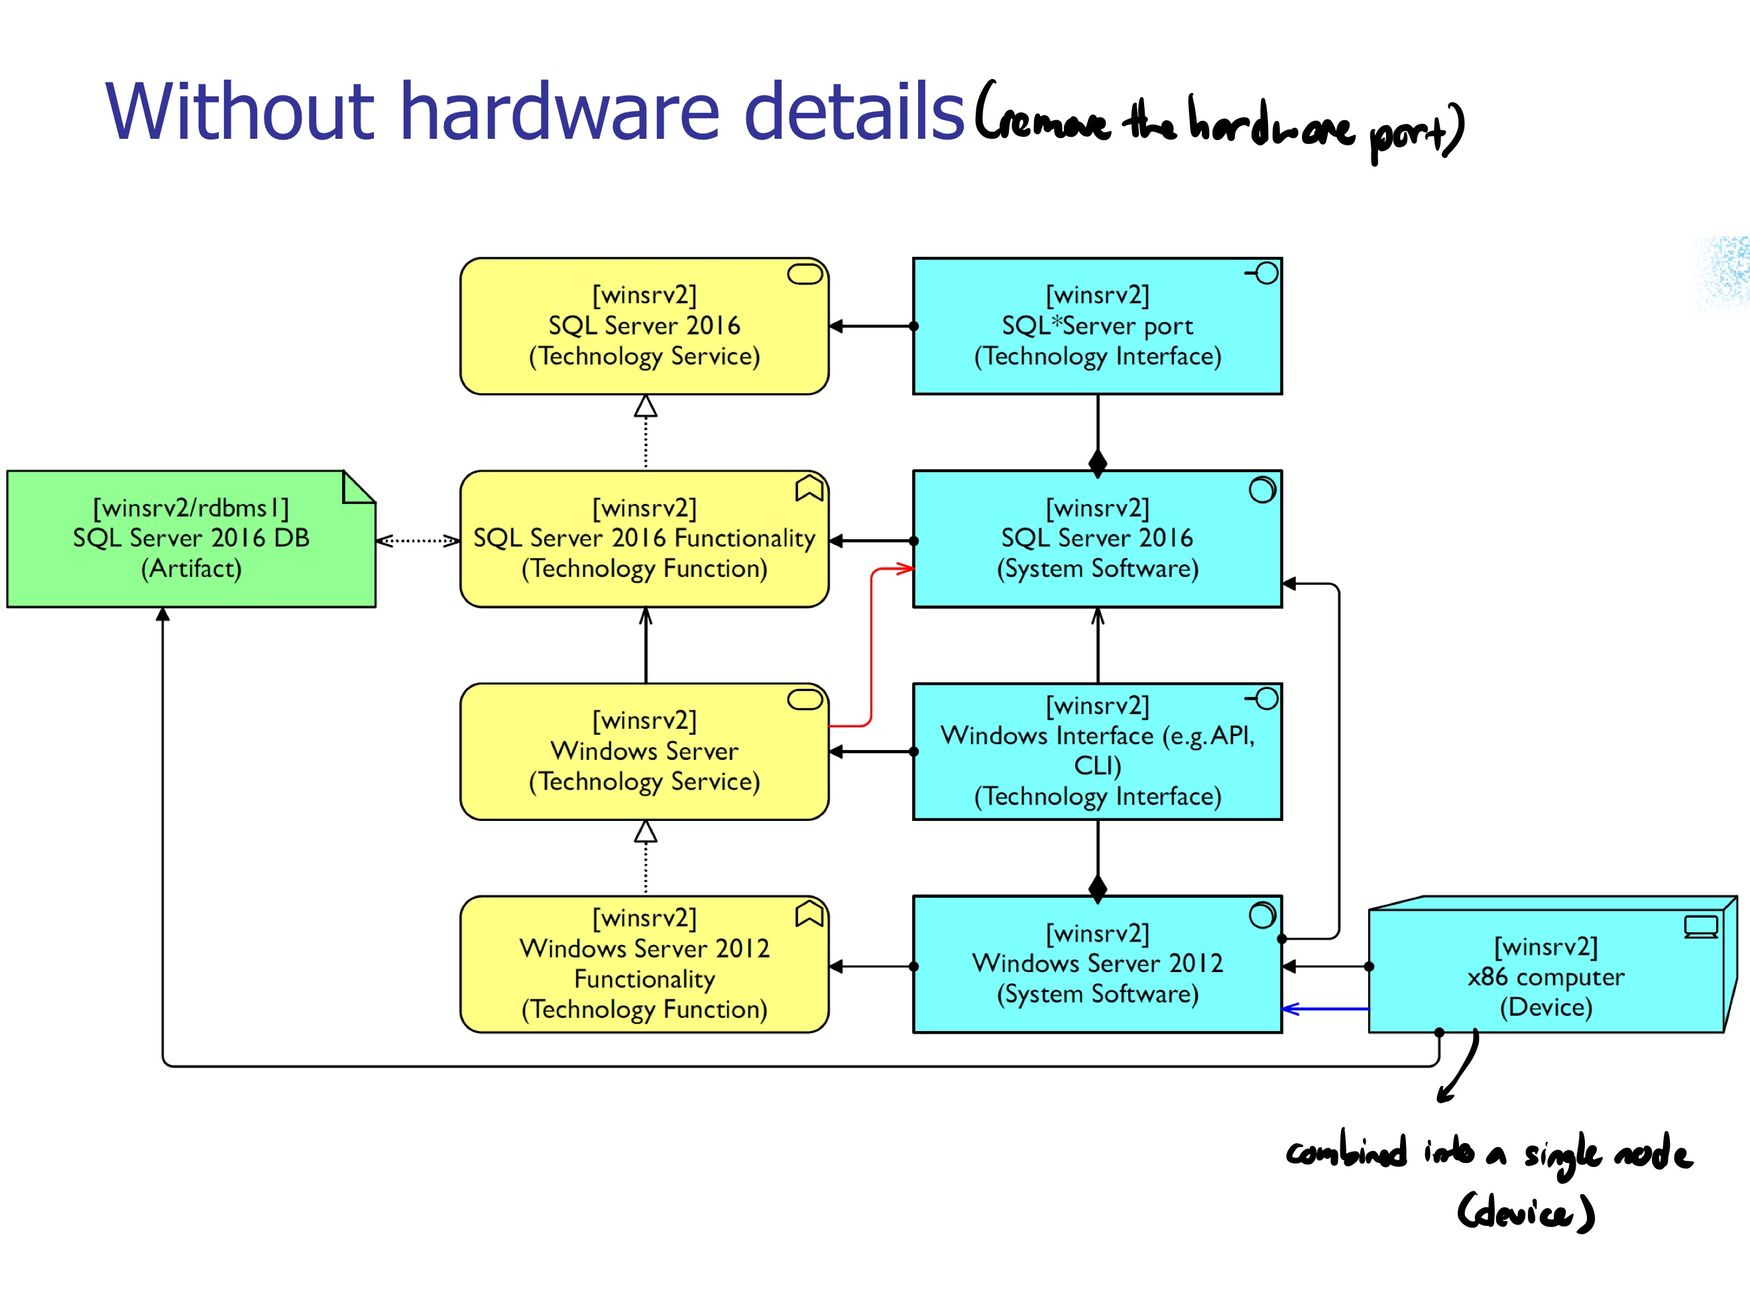 Without hardware details (remove the hardware part)
[winsrv2]
SQL Server 2016
(Technology Service)
[winsrv2]
SQL*Server port
(Technology Interface)
[winsrv2/rdbms1]
SQL Server 2016 DB
(Artifact)
[winsrv2]
SQL Server 2016 Functionality
(Technology Function)
[winsrv2]
SQL Server 2016
(System Software)
[winsrv2]
Windows Server
(Technology Service)
[winsrv2]
Windows Interface (e.g. API,
CLI)
(Technology Interface)
[winsrv2]
Windows Server 2012
Functionality
(Technology Function)
[winsrv2]
Windows Server 2012
(System Software)
[winsrv2]
x86 computer
(Device)
combined into a single node
(device)